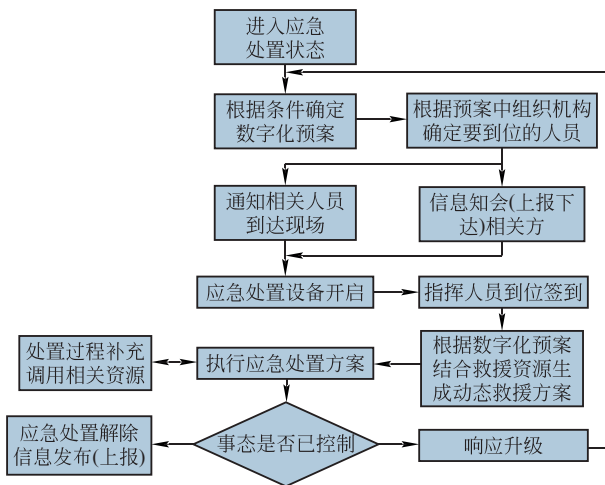 进入应急
处置状态
根据条件确定
数字化预案
根据预案中组织机构
确定要到位的人员
通知相关人员
到达现场
信息知会(上报下
达)相关方
应急处置设备开启
指挥人员到位签到
根据数字化预案
结合救援资源生
成动态救援方案
执行应急处置方案
处置过程补充
调用相关资源
事态是否已控制
应急处置解除
信息发布(上报)
响应升级